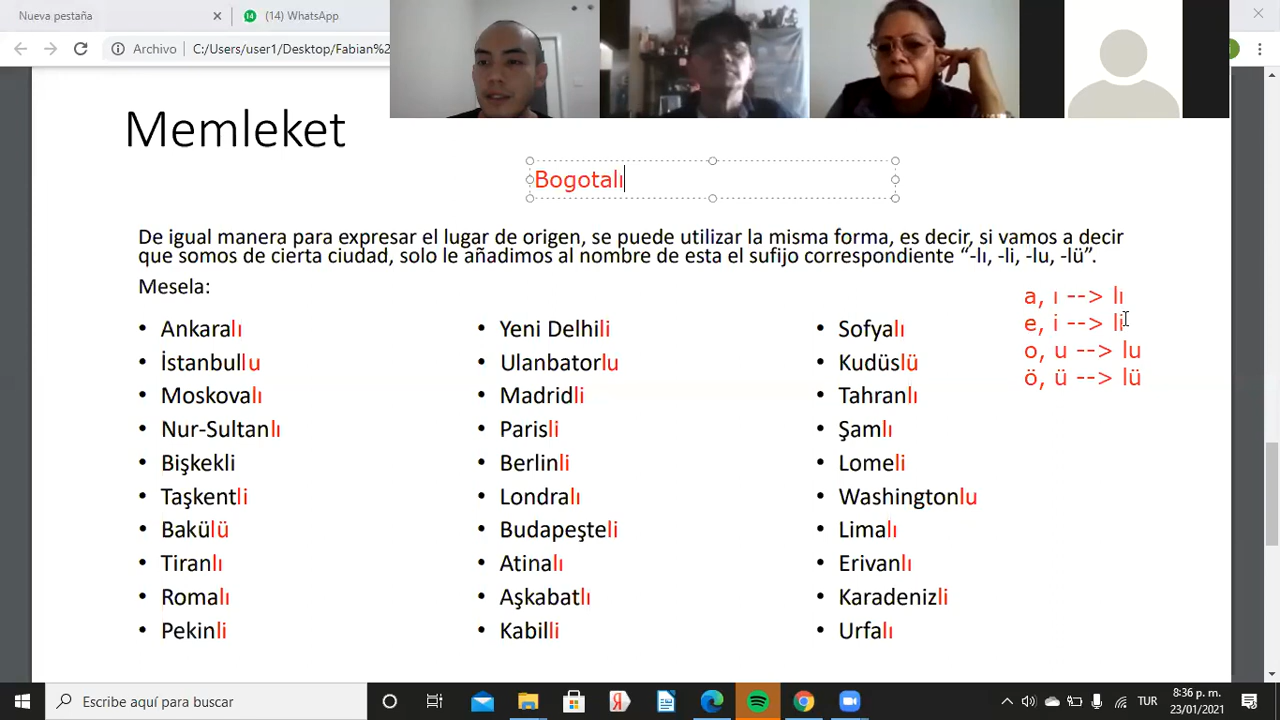 Nueva pestaña
(14) WhatsApp
Archivo
C:/Users/user1/Desktop/Fabian%2
Memleket
Bogotalı
De igual manera para expresar el lugar de origen, se puede utilizar la misma forma, es decir, si vamos a decir
que somos de cierta ciudad, solo le añadimos al nombre de esta el sufijo correspondiente “-lı, -li, -lu, -lü”.
Mesela:
a, ı --> lı
e, i --> li
o, u --> lu
ö, ü --> lü
• Ankaralı
• İstanbullu
• Moskovalı
• Nur-Sultanlı
• Bişkekli
• Taşkentli
• Bakülü
• Tiranlı
• Romalı
• Pekinli
• Yeni Delhili
• Ulanbatorlu
• Madridli
• Parisli
• Berlinli
• Londralı
• Budapeşteli
• Atinalı
• Aşkabatlı
• Kabilli
• Sofyalı
• Kudüslü
• Tahranlı
• Şamlı
• Lomeli
• Washingtonlu
• Limalı
• Erivanlı
• Karadenizli
• Urfalı
Escribe aquí para buscar
TUR
8:36 p. m.
23/01/2021